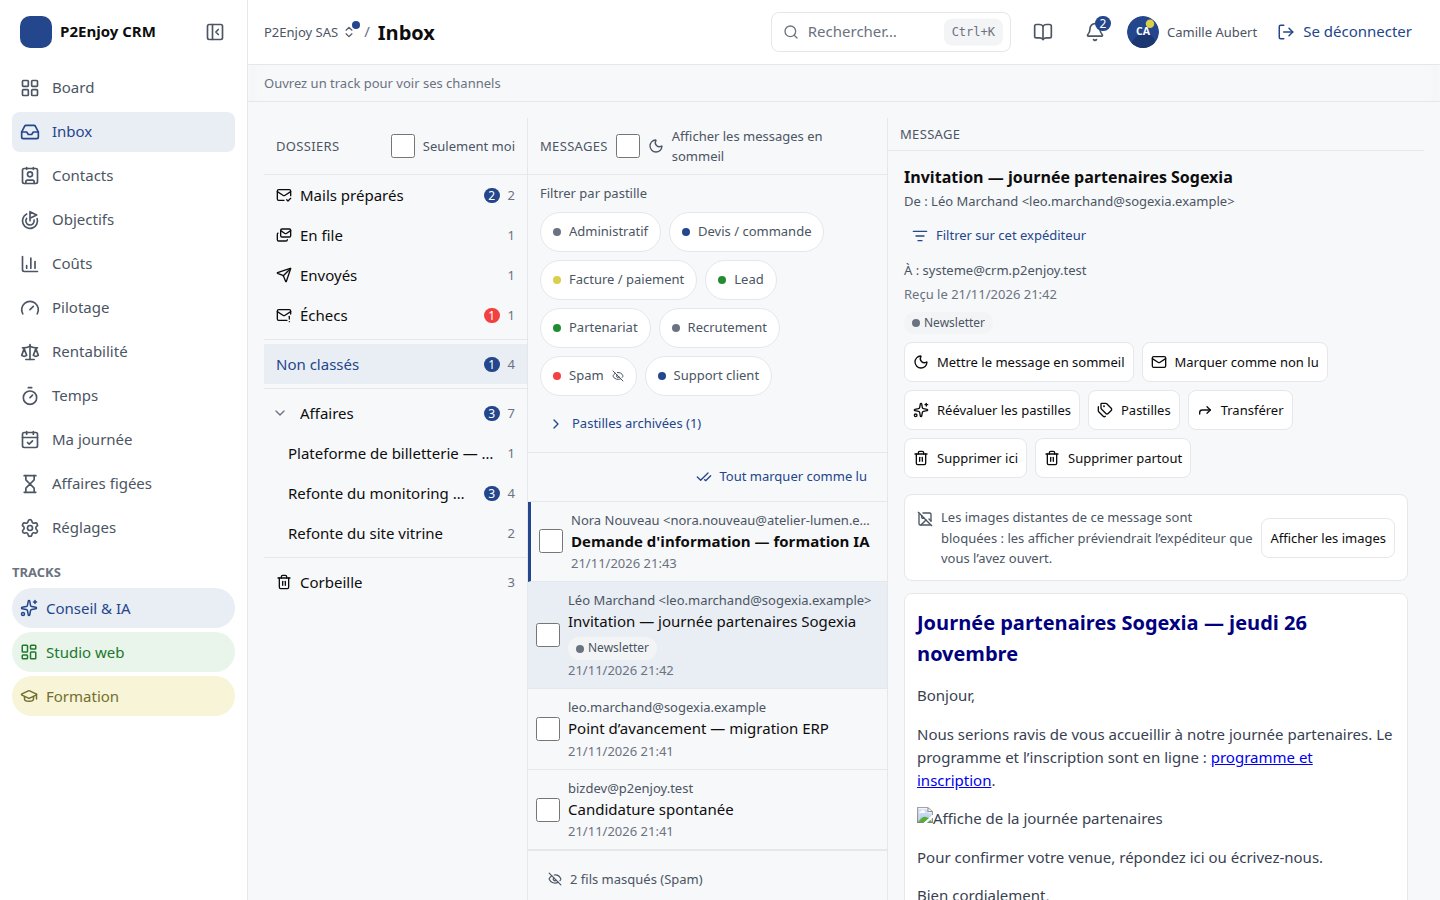 P2Enjoy CRM
Board
Inbox
Contacts
Objectifs
Coûts
Pilotage
Rentabilité
Temps
Ma journée
Affaires figées
Réglages
TRACKS
Conseil & IA
Studio web
Formation
P2Enjoy SAS / Inbox
Rechercher... Ctrl+K
2
CA Camille Aubert
Se déconnecter
Ouvrez un track pour voir ses channels
DOSSIERS Seulement moi
Mails préparés 2 2
En file 1
Envoyés 1
Échecs 1 1
Non classés 1 4
Affaires 3 7
Plateforme de billetterie — ... 1
Refonte du monitoring ... 3 4
Refonte du site vitrine 2
Corbeille 3
MESSAGES Afficher les messages en
sommeil
Filtrer par pastille
Administratif Devis / commande
Facture / paiement Lead
Partenariat Recrutement
Spam Support client
Pastilles archivées (1)
Tout marquer comme lu
Nora Nouveau <nora.nouveau@atelier-lumen.e...
Demande d'information — formation IA
21/11/2026 21:43
Léo Marchand <leo.marchand@sogexia.example>
Invitation — journée partenaires Sogexia
Newsletter
21/11/2026 21:42
leo.marchand@sogexia.example
Point d’avancement — migration ERP
21/11/2026 21:41
bizdev@p2enjoy.test
Candidature spontanée
21/11/2026 21:41
2 fils masqués (Spam)
MESSAGE
Invitation — journée partenaires Sogexia
De : Léo Marchand <leo.marchand@sogexia.example>
Filtrer sur cet expéditeur
À : systeme@crm.p2enjoy.test
Reçu le 21/11/2026 21:42
Newsletter
Mettre le message en sommeil Marquer comme non lu
Réévaluer les pastilles Pastilles Transférer
Supprimer ici Supprimer partout
Les images distantes de ce message sont
bloquées : les afficher préviendrait l’expéditeur que
vous l’avez ouvert.
Afficher les images
Journée partenaires Sogexia — jeudi 26
novembre
Bonjour,
Nous serions ravis de vous accueillir à notre journée partenaires. Le
programme et l’inscription sont en ligne : programme et
inscription.
Affiche de la journée partenaires
Pour confirmer votre venue, répondez ici ou écrivez-nous.
Bien cordialement,